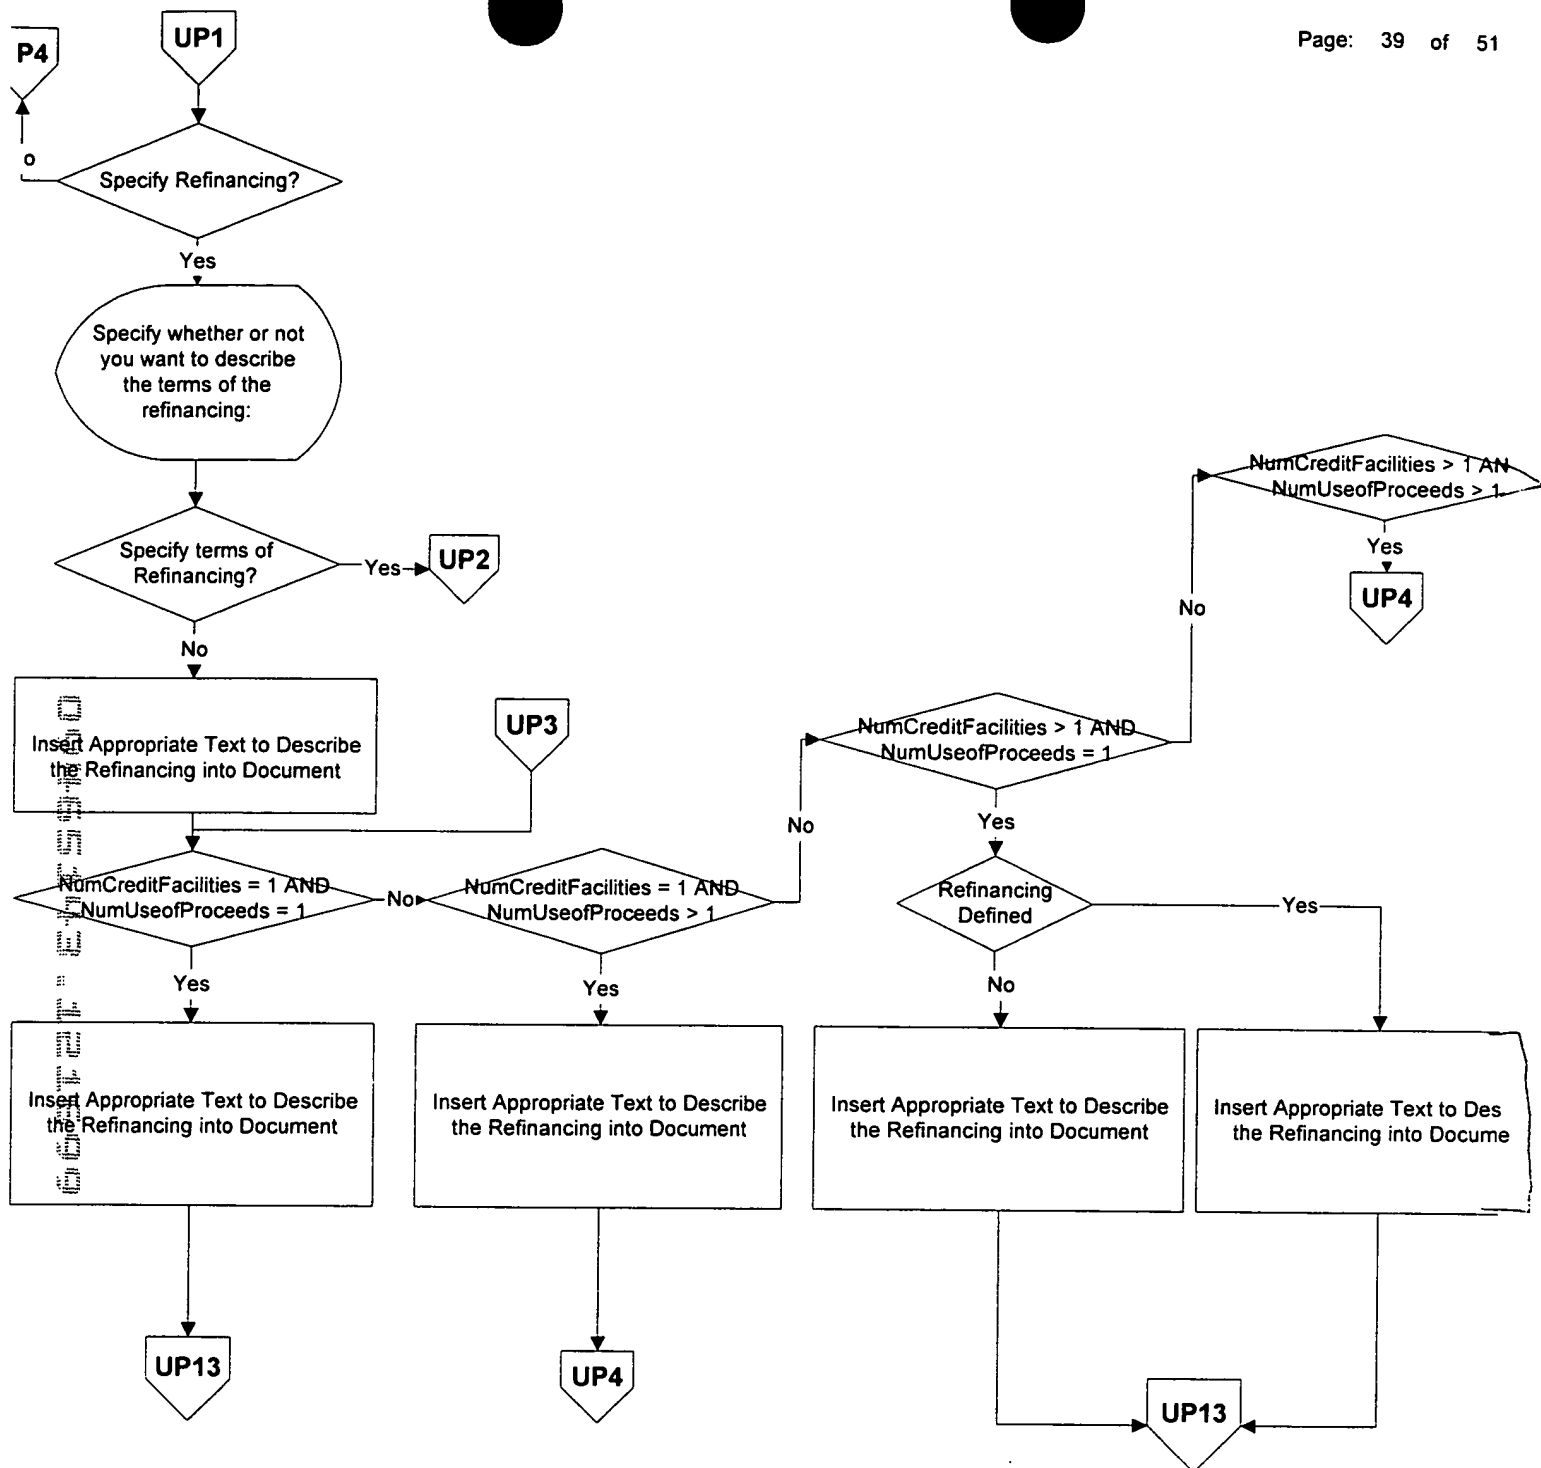 Page: 39 of 51
P4
UP1
o
Specify Refinancing?
Yes
Specify whether or not
you want to describe
the terms of the
refinancing:
Specify terms of
Refinancing?
Yes
UP2
No
Insert Appropriate Text to Describe
the Refinancing into Document
UP3
NumCreditFacilities = 1 AND
NumUseofProceeds = 1
No
NumCreditFacilities = 1 AND
NumUseofProceeds > 1
No
NumCreditFacilities > 1 AND
NumUseofProceeds = 1
No
NumCreditFacilities > 1 AN
NumUseofProceeds > 1
Yes
UP4
Yes
Refinancing
Defined
Yes
No
Yes
Yes
Insert Appropriate Text to Describe
the Refinancing into Document
Insert Appropriate Text to Describe
the Refinancing into Document
Insert Appropriate Text to Describe
the Refinancing into Document
Insert Appropriate Text to Des
the Refinancing into Docume
UP13
UP4
UP13